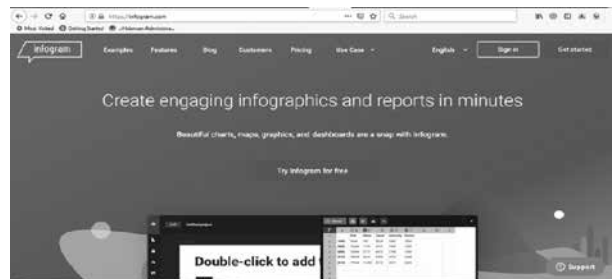 https://infogram.com
Search
Most Visited Getting Started
infogram Examples Features Blog Customers Pricing Use Case English Sign in Get started
Create engaging infographics and reports in minutes
Beautiful charts, maps, graphics, and dashboards are a snap with Infogram.
Try Infogram for free
Double-click to add
Support